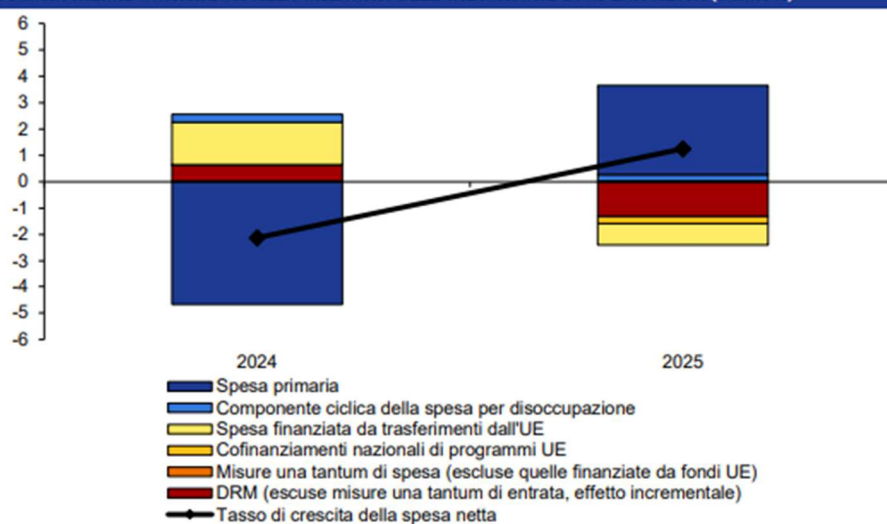 6
5
4
3
2
1
0
-1
-2
-3
-4
-5
-6
2024
2025
Spesa primaria
Componente ciclica della spesa per disoccupazione
Spesa finanziata da trasferimenti dall'UE
Cofinanziamenti nazionali di programmi UE
Misure una tantum di spesa (escluse quelle finanziate da fondi UE)
DRM (escuse misure una tantum di entrata, effetto incrementale)
Tasso di crescita della spesa netta